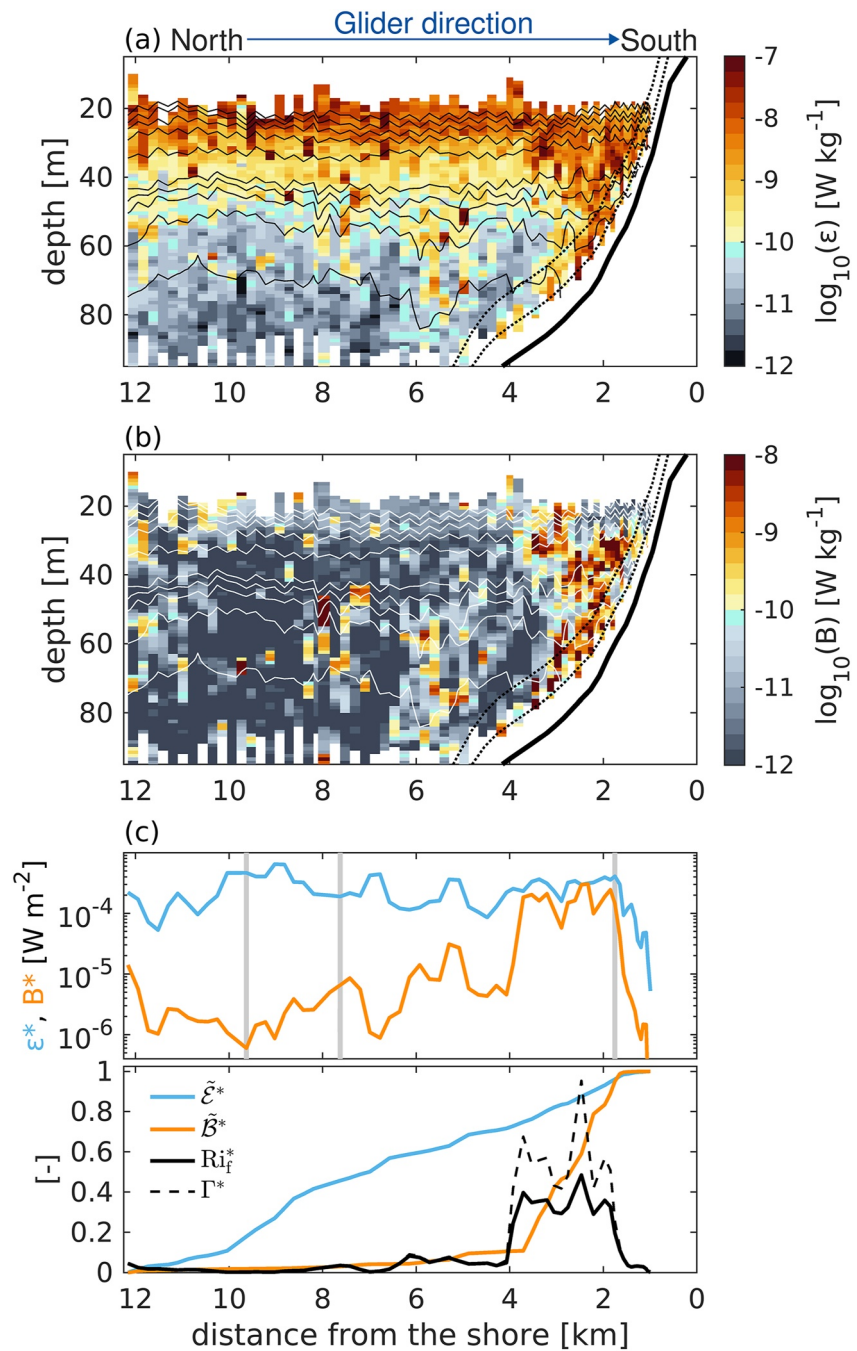 Glider direction
(a) North South
20
40
60
80
depth [m]
12 10 8 6 4 2 0
-7
-8
-9
-10
-11
-12
log10(ε) [W kg-1]
(b)
20
40
60
80
depth [m]
12 10 8 6 4 2 0
-8
-9
-10
-11
-12
log10(B) [W kg-1]
(c)
10-4
10-5
10-6
ε*, B* [W m-2]
1
0.8
0.6
0.4
0.2
0
[-]
ℰ̃*
ℬ̃*
Rif*
Γ*
12 10 8 6 4 2 0
distance from the shore [km]